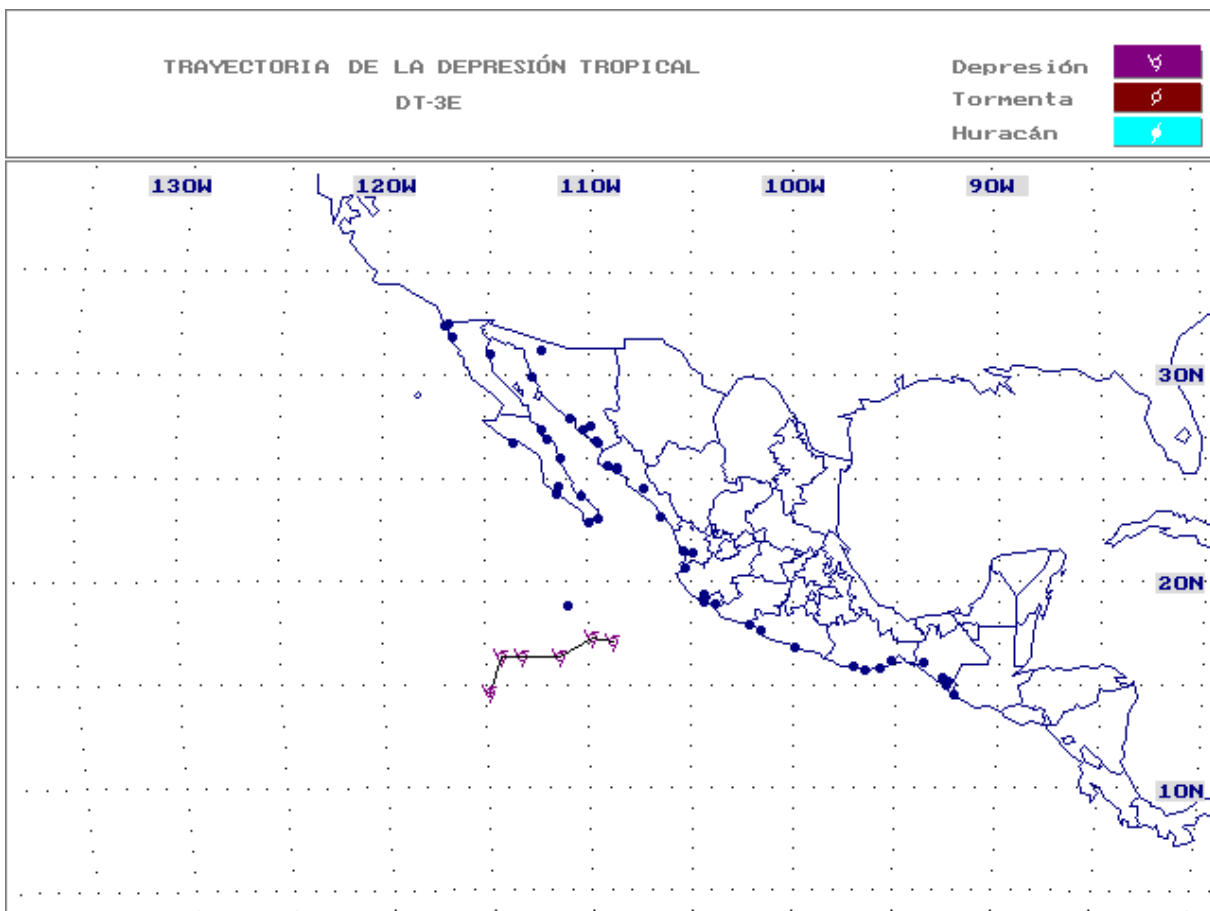 TRAYECTORIA DE LA DEPRESIÓN TROPICAL
DT-3E
Depresión
Tormenta
Huracán
130W 120W 110W 100W 90W
30N
20N
10N